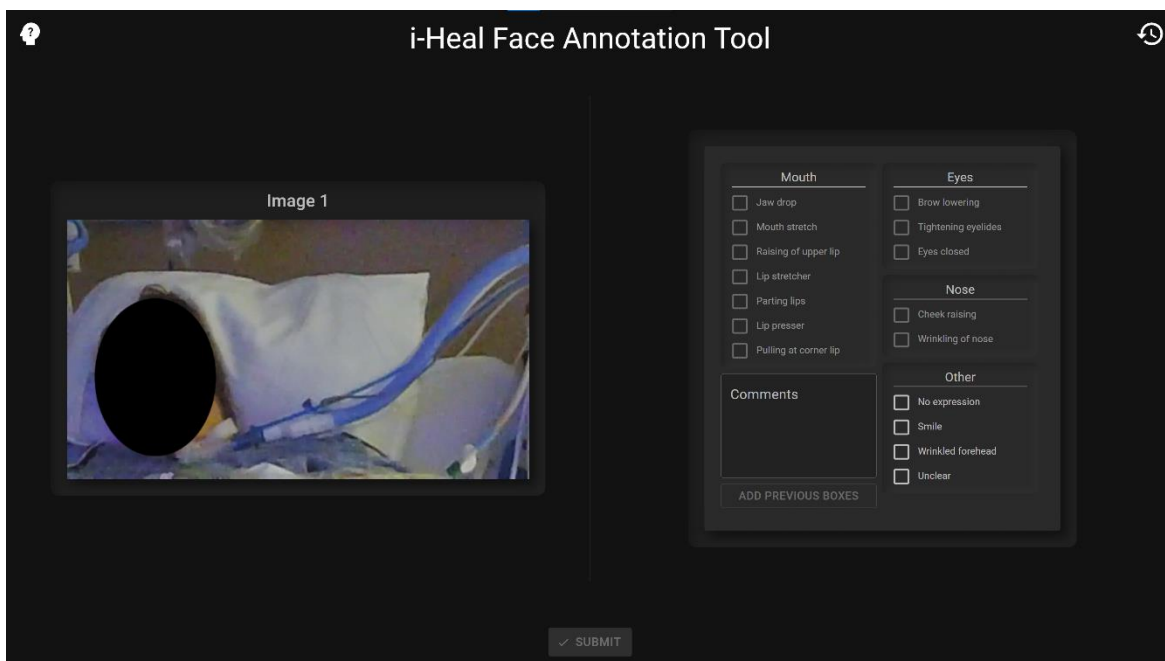 i-Heal Face Annotation Tool
Image 1
Mouth
Jaw drop
Mouth stretch
Raising of upper lip
Lip stretcher
Parting lips
Lip presser
Pulling at corner lip
Comments
ADD PREVIOUS BOXES
Eyes
Brow lowering
Tightening eyelides
Eyes closed
Nose
Cheek raising
Wrinkling of nose
Other
No expression
Smile
Wrinkled forehead
Unclear
SUBMIT